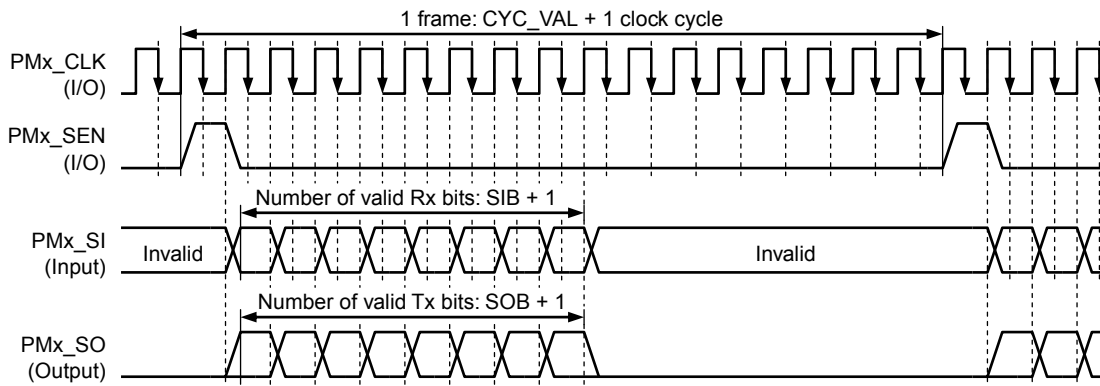 1 frame: CYC_VAL + 1 clock cycle
PMx_CLK
(I/O)
PMx_SEN
(I/O)
Number of valid Rx bits: SIB + 1
PMx_SI
(Input)
Invalid
Invalid
Number of valid Tx bits: SOB + 1
PMx_SO
(Output)